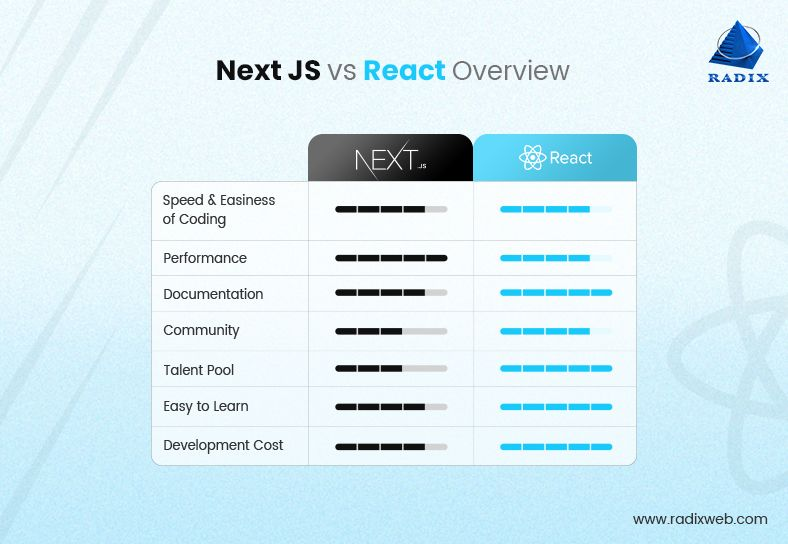 Next JS vs React Overview
RADIX
NEXT.JS
React
Speed & Easiness
of Coding
Performance
Documentation
Community
Talent Pool
Easy to Learn
Development Cost
www.radixweb.com